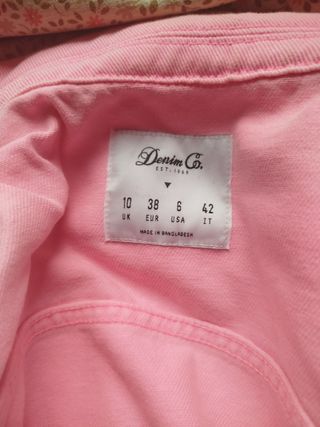 Denim Co.
EST. 1969
10 38 6 42
UK EUR USA IT
MADE IN BANGLADESH